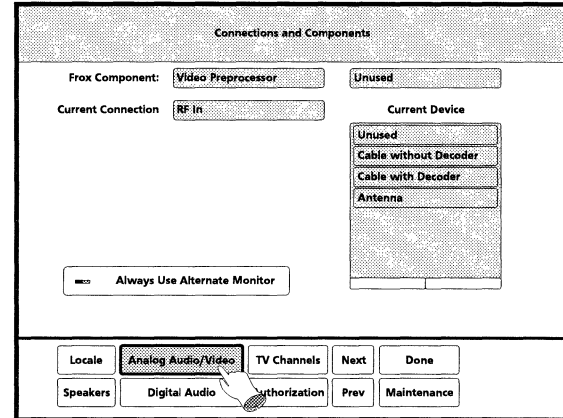 Connections and Components
Frox Component: Video Preprocessor Unused
Current Connection RF In Current Device
Unused
Cable without Decoder
Cable with Decoder
Antenna
Always Use Alternate Monitor
Locale Analog Audio/Video TV Channels Next Done
Speakers Digital Audio uthorization Prev Maintenance